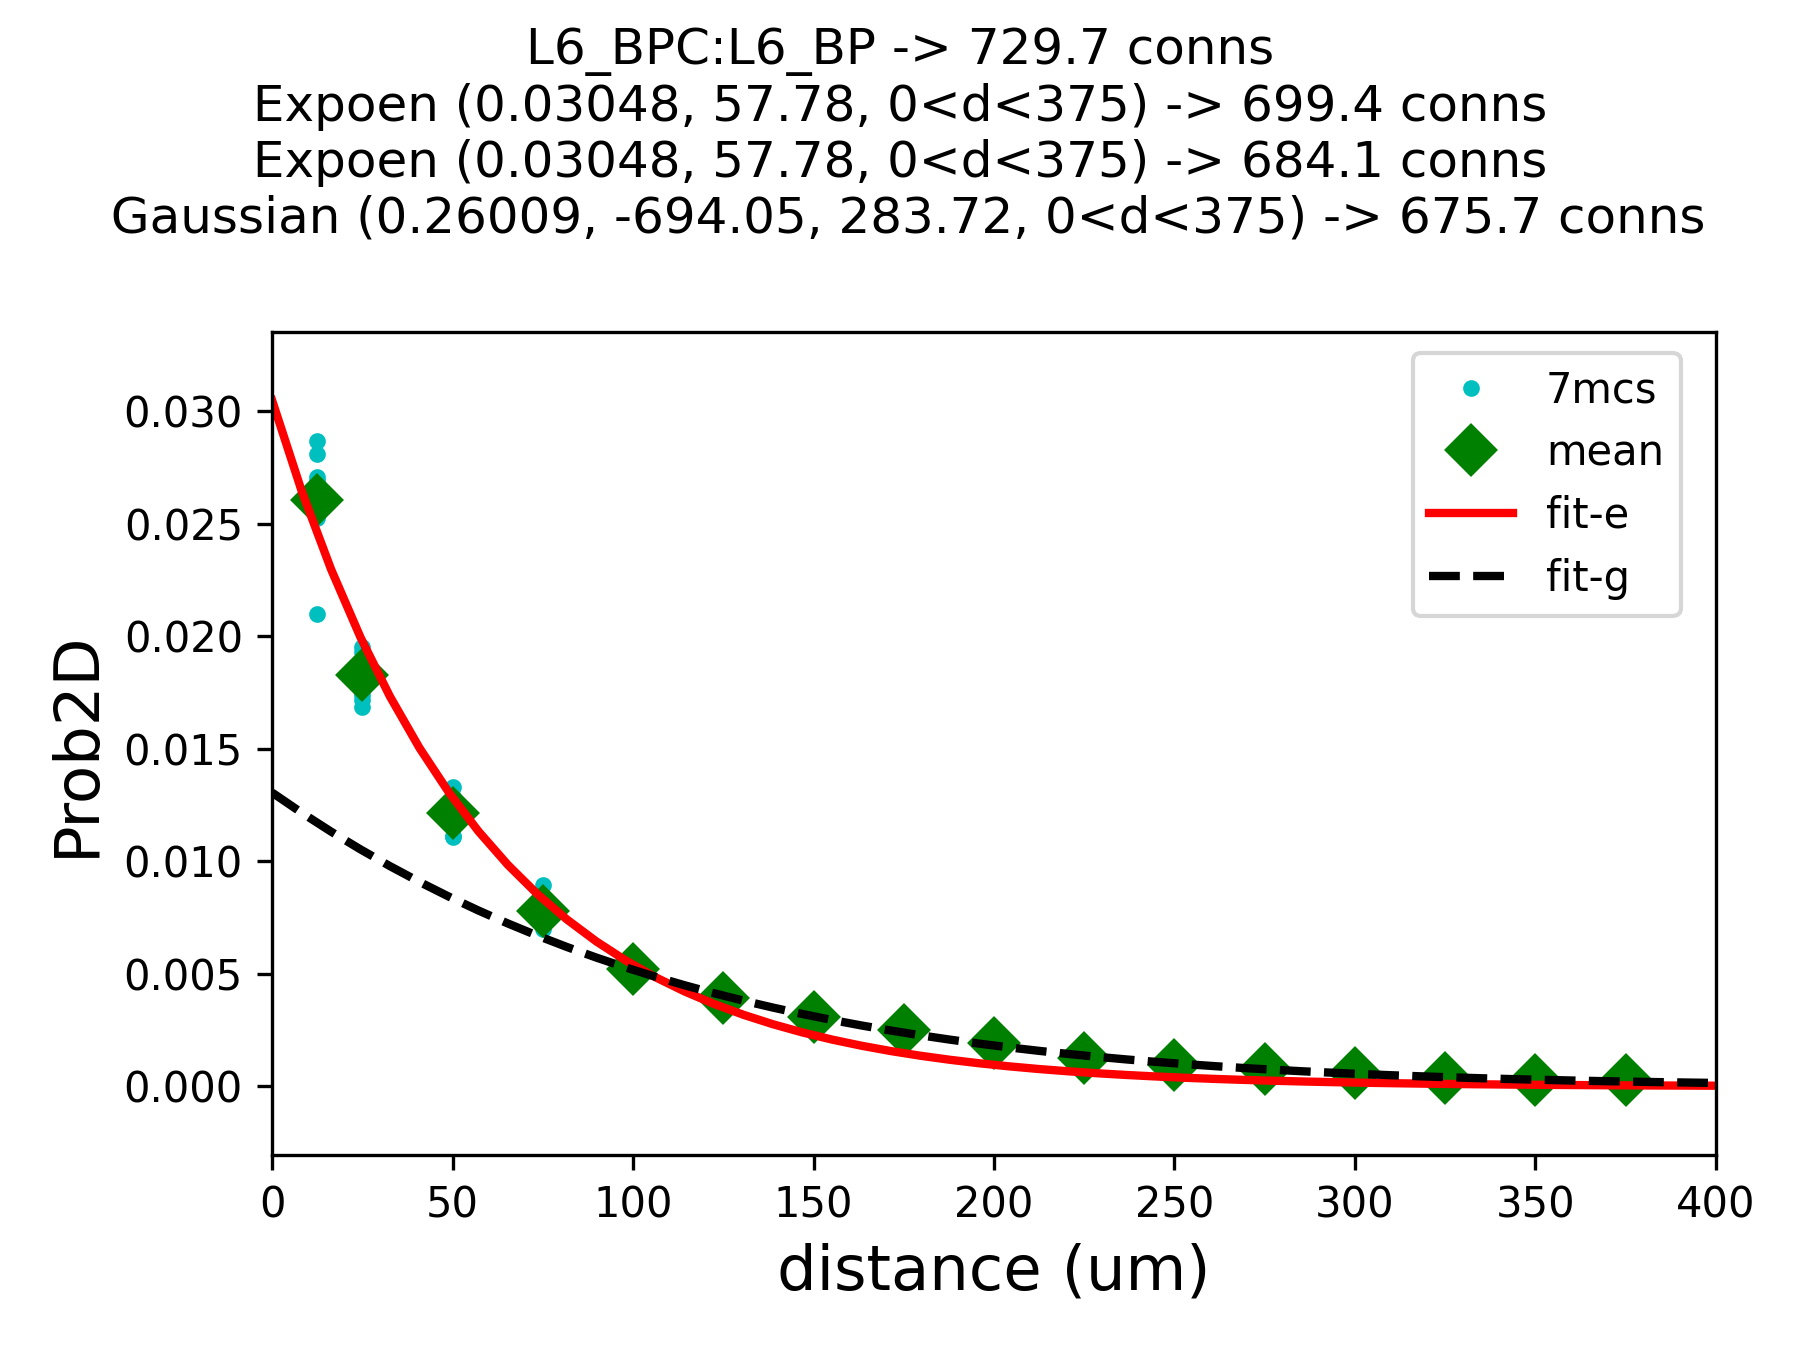 L6_BPC:L6_BP -> 729.7 conns
Expoen (0.03048, 57.78, 0<d<375) -> 699.4 conns
Expoen (0.03048, 57.78, 0<d<375) -> 684.1 conns
Gaussian (0.26009, -694.05, 283.72, 0<d<375) -> 675.7 conns
7mcs
mean
fit-e
fit-g
Prob2D
0.030
0.025
0.020
0.015
0.010
0.005
0.000
0 50 100 150 200 250 300 350 400
distance (um)